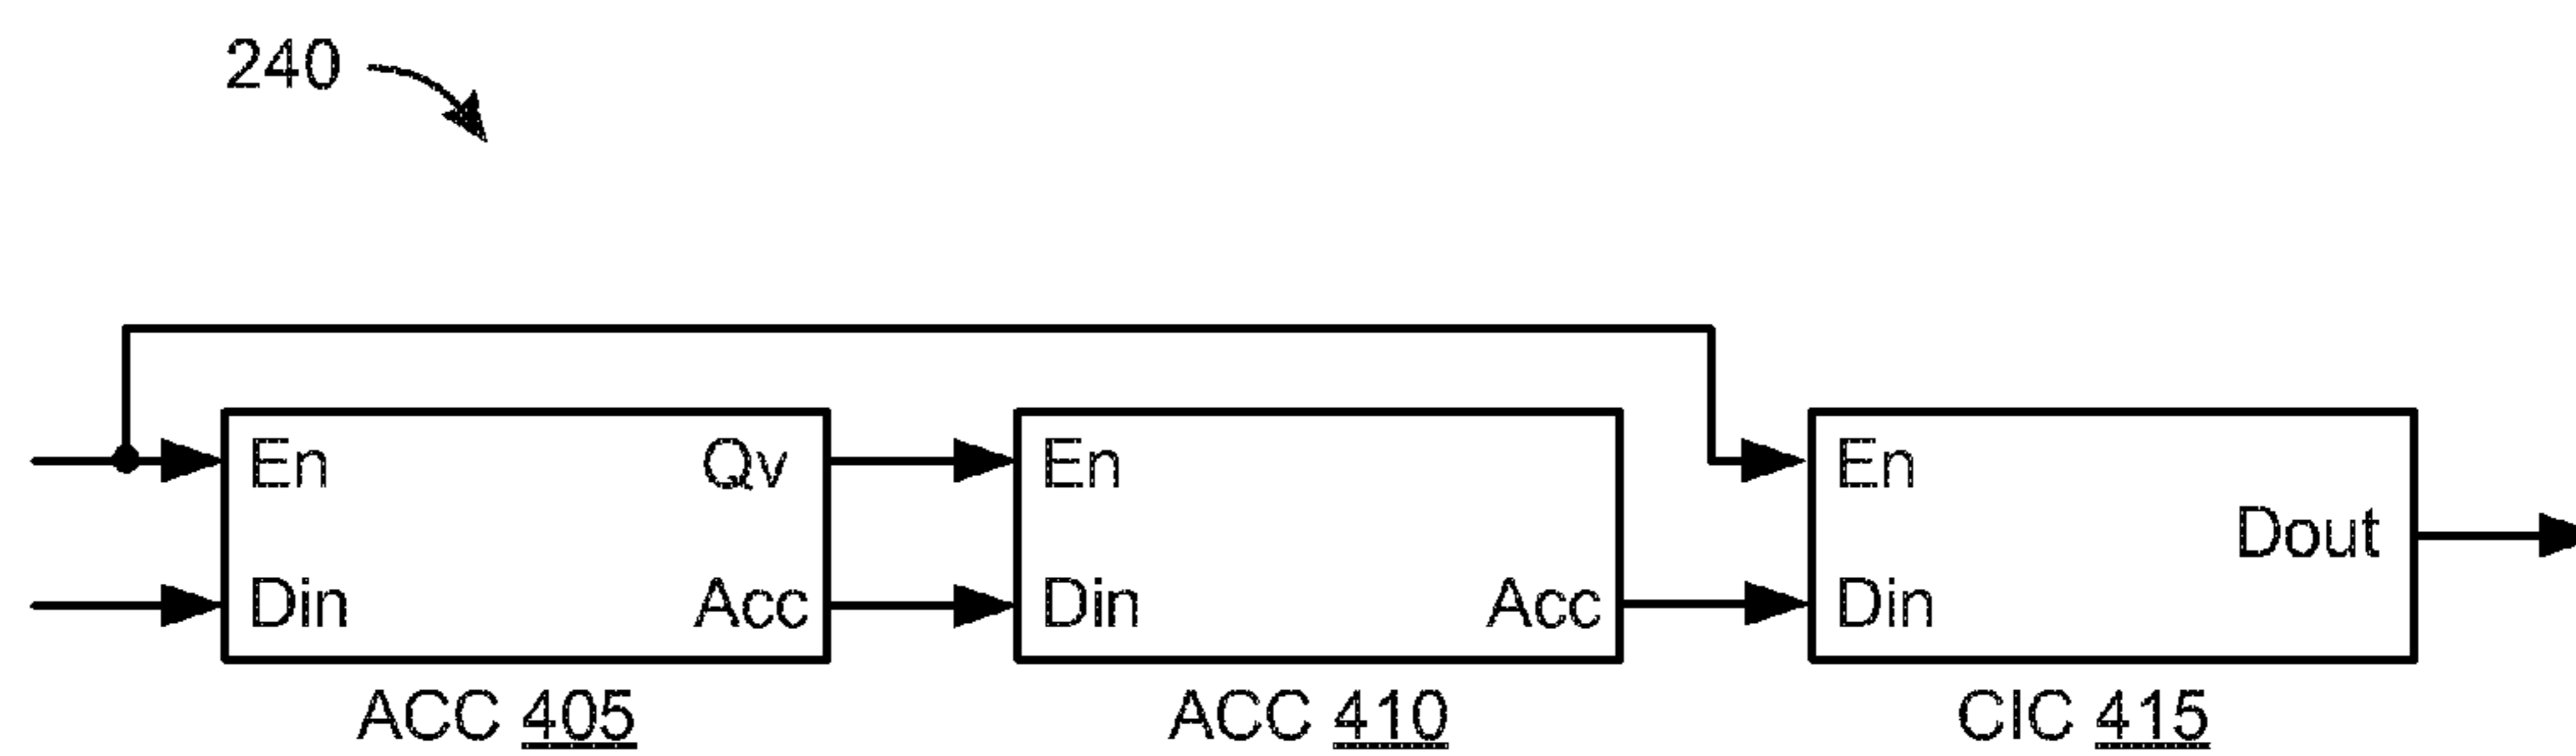 240
En Qv En En
Dout
Din Acc Din Acc Din
ACC 405 ACC 410 CIC 415